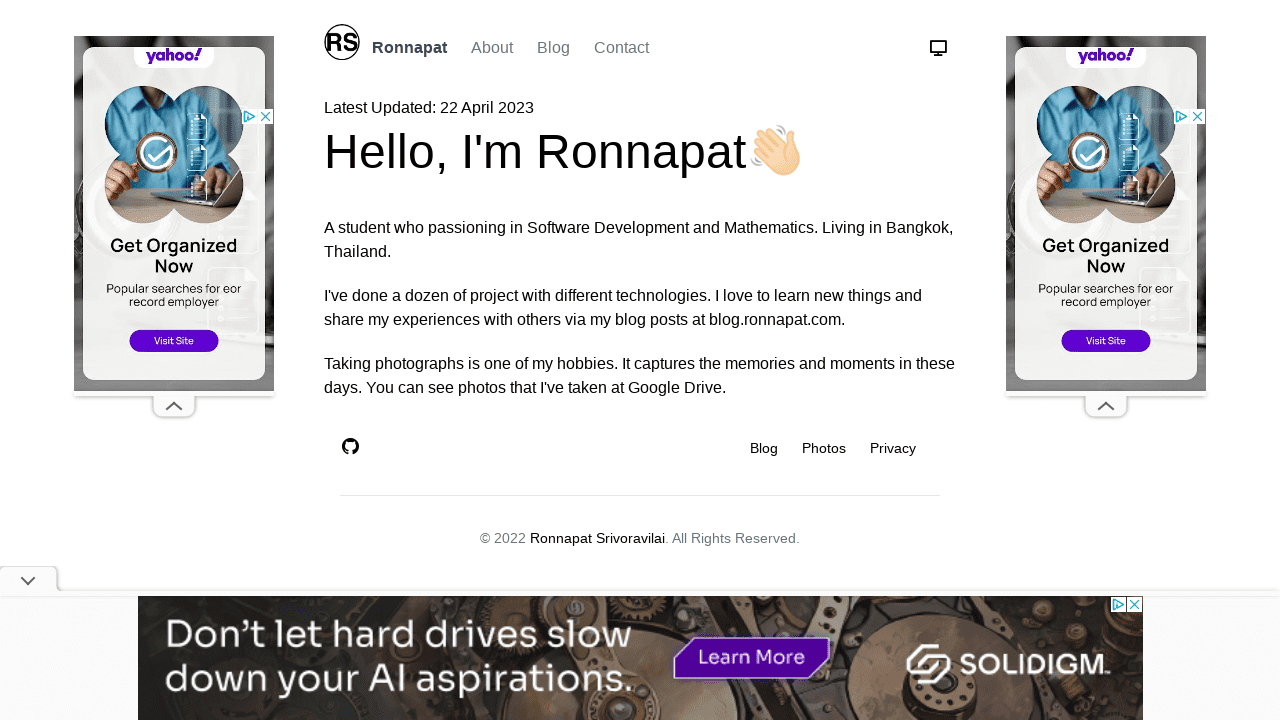 RS
Ronnapat
About
Blog
Contact
Latest Updated: 22 April 2023
Hello, I'm Ronnapat👋🏻
A student who passioning in Software Development and Mathematics. Living in Bangkok,
Thailand.
I've done a dozen of project with different technologies. I love to learn new things and
share my experiences with others via my blog posts at blog.ronnapat.com.
Taking photographs is one of my hobbies. It captures the memories and moments in these
days. You can see photos that I've taken at Google Drive.
Blog
Photos
Privacy
© 2022 Ronnapat Srivoravilai. All Rights Reserved.
yahoo!
Get Organized
Now
Popular searches for eor
record employer
Visit Site
yahoo!
Get Organized
Now
Popular searches for eor
record employer
Visit Site
Don't let hard drives slow
down your AI aspirations.
Learn More
SOLIDIGM